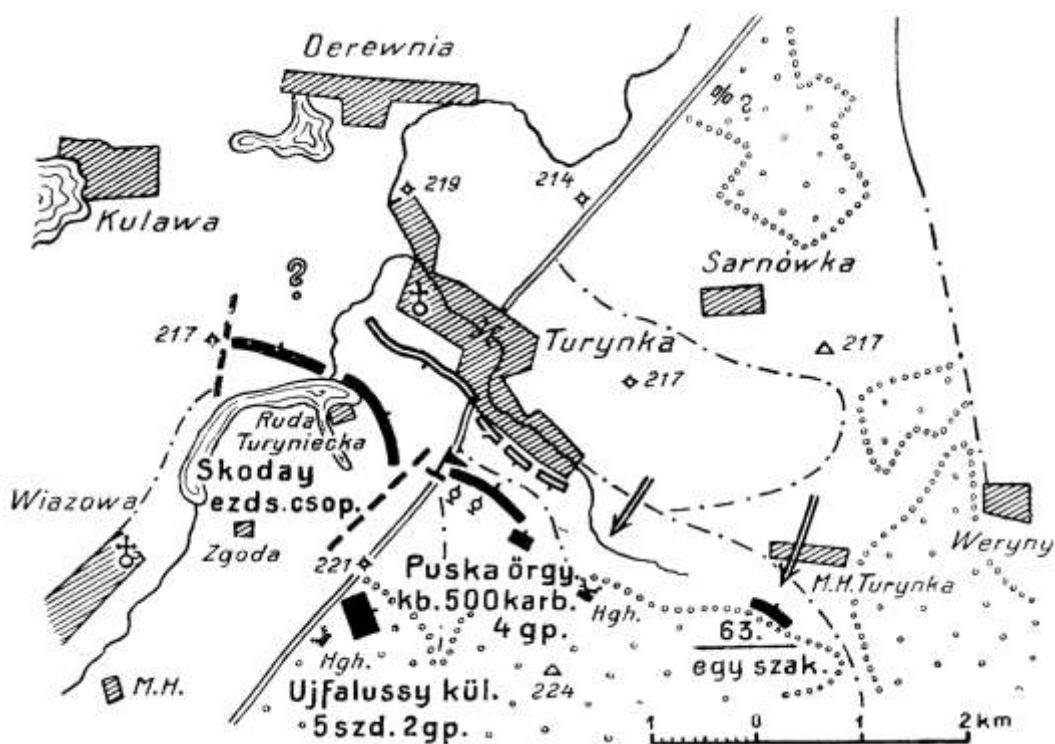 Derewnia
% ?
219
214
Kulawa
Sarnówka
?
217
Turynka
217
217
Ruda
Turyniecka
Skoday
ezds.csop.
Wiazowa
Zgoda
Weryny
221
Puska örgy.
kb.500karb.
4 gp.
Hgh.
M.H.Turynka
63.
egy szak.
Hgh.
M.H.
Ujfalussy kül.
5 szd. 2gp.
224
1 0 1 2 km